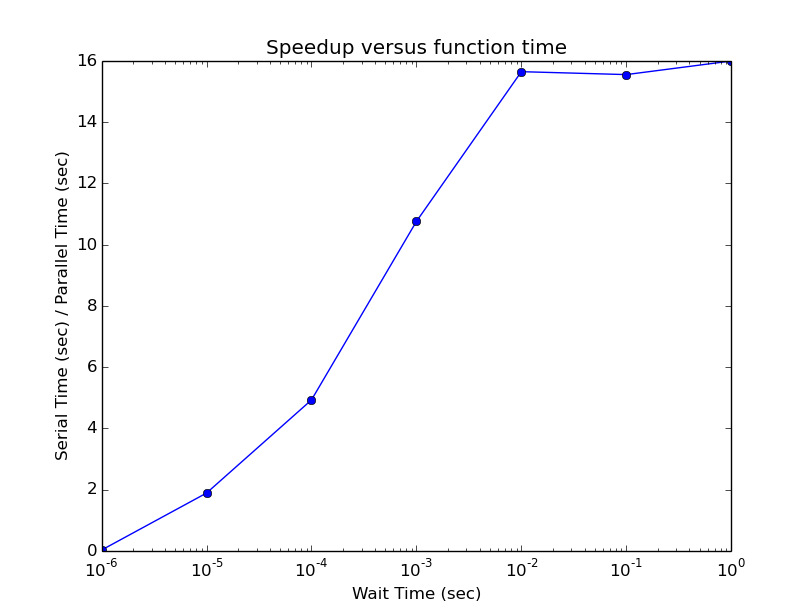 Speedup versus function time
Serial Time (sec) / Parallel Time (sec)
16
14
12
10
8
6
4
2
0
10^-6 10^-5 10^-4 10^-3 10^-2 10^-1 10^0
Wait Time (sec)